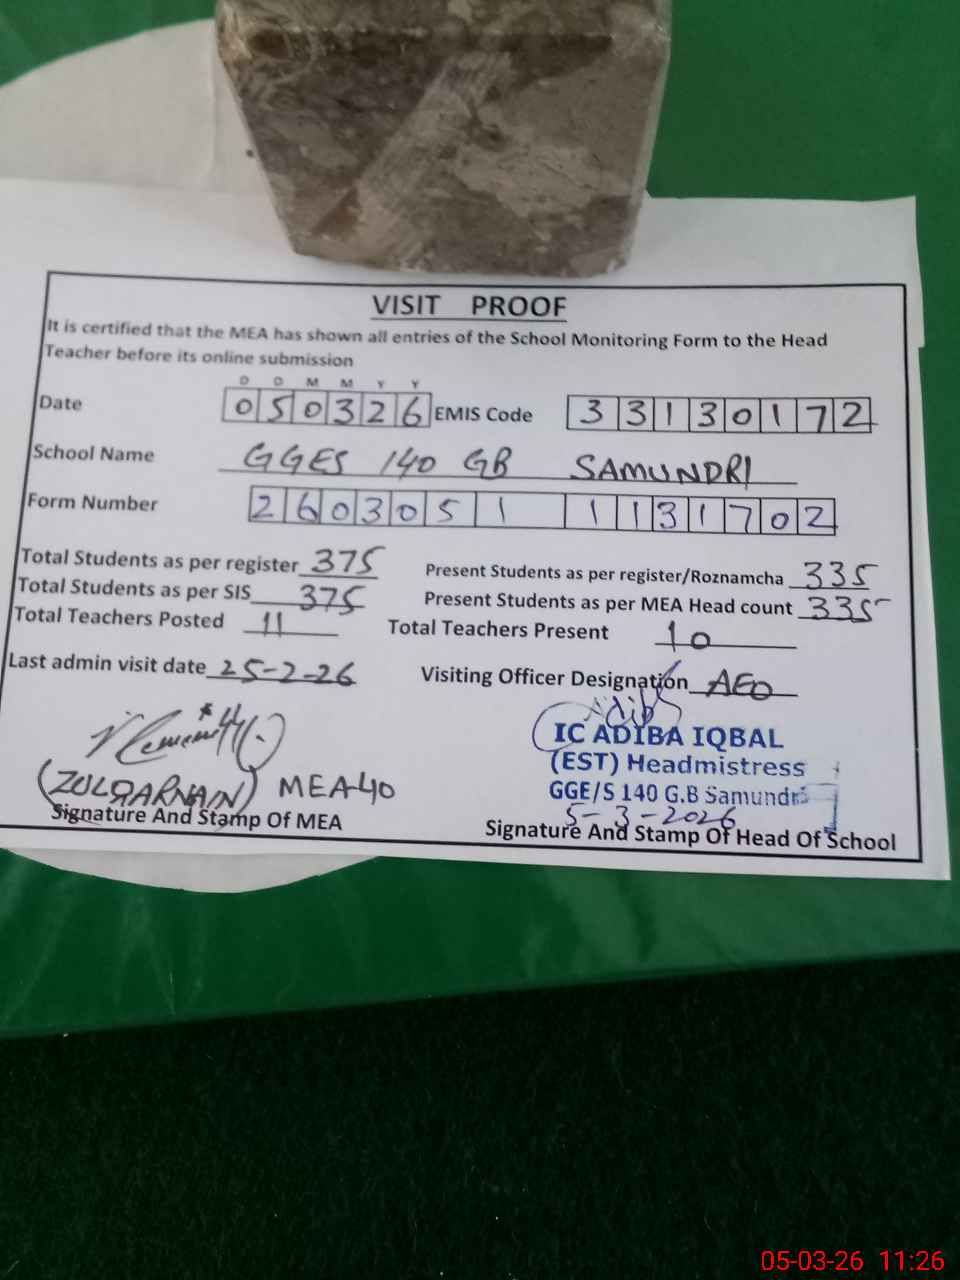 VISIT PROOF
It is certified that the MEA has shown all entries of the School Monitoring Form to the Head
Teacher before its online submission
D D M M Y Y
Date 050326 EMIS Code 33130172
School Name GGES 140 GB SAMUNDRI
Form Number 260305 1 1131702
Total Students as per register 375 Present Students as per register/Roznamcha 335
Total Students as per SIS 375 Present Students as per MEA Head count 335
Total Teachers Posted 11 Total Teachers Present 10
Last admin visit date 25-2-26 Visiting Officer Designation AEO
Adiba
IC ADIBA IQBAL
(EST) Headmistress
(ZULQARNAIN) MEA-40 GGE/S 140 G.B Samundri
5-3-2026
Signature And Stamp Of MEA Signature And Stamp Of Head Of School
05-03-26 11:26